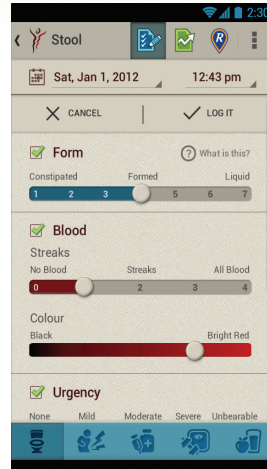 2:30
Stool
R
Sat, Jan 1, 2012 12:43 pm
CANCEL LOG IT
Form ? What is this?
Constipated Formed Liquid
1 2 3 5 6 7
Blood
Streaks
No Blood Streaks All Blood
0 2 3 4
Colour
Black Bright Red
Urgency
None Mild Moderate Severe Unbearable